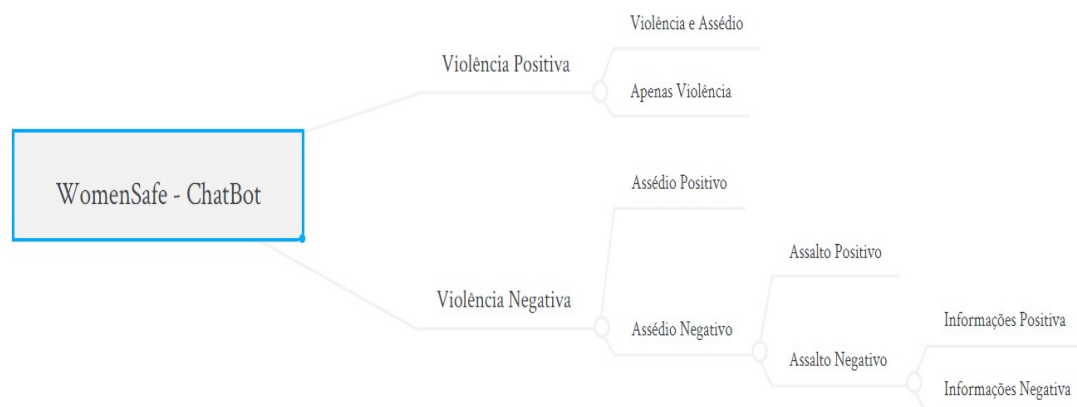 Violência e Assédio
Violência Positiva
Apenas Violência
WomenSafe - ChatBot
Assédio Positivo
Assalto Positivo
Violência Negativa
Assédio Negativo
Informações Positiva
Assalto Negativo
Informações Negativa